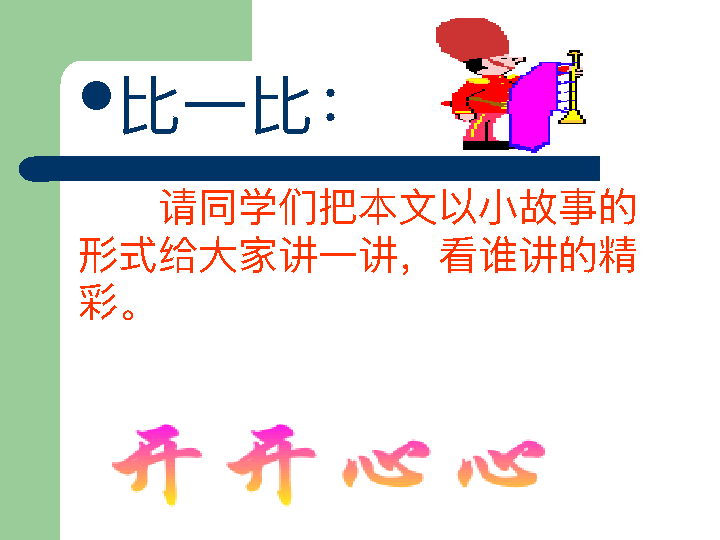 比一比：
请同学们把本文以小故事的
形式给大家讲一讲，看谁讲的精
彩。
开开心心